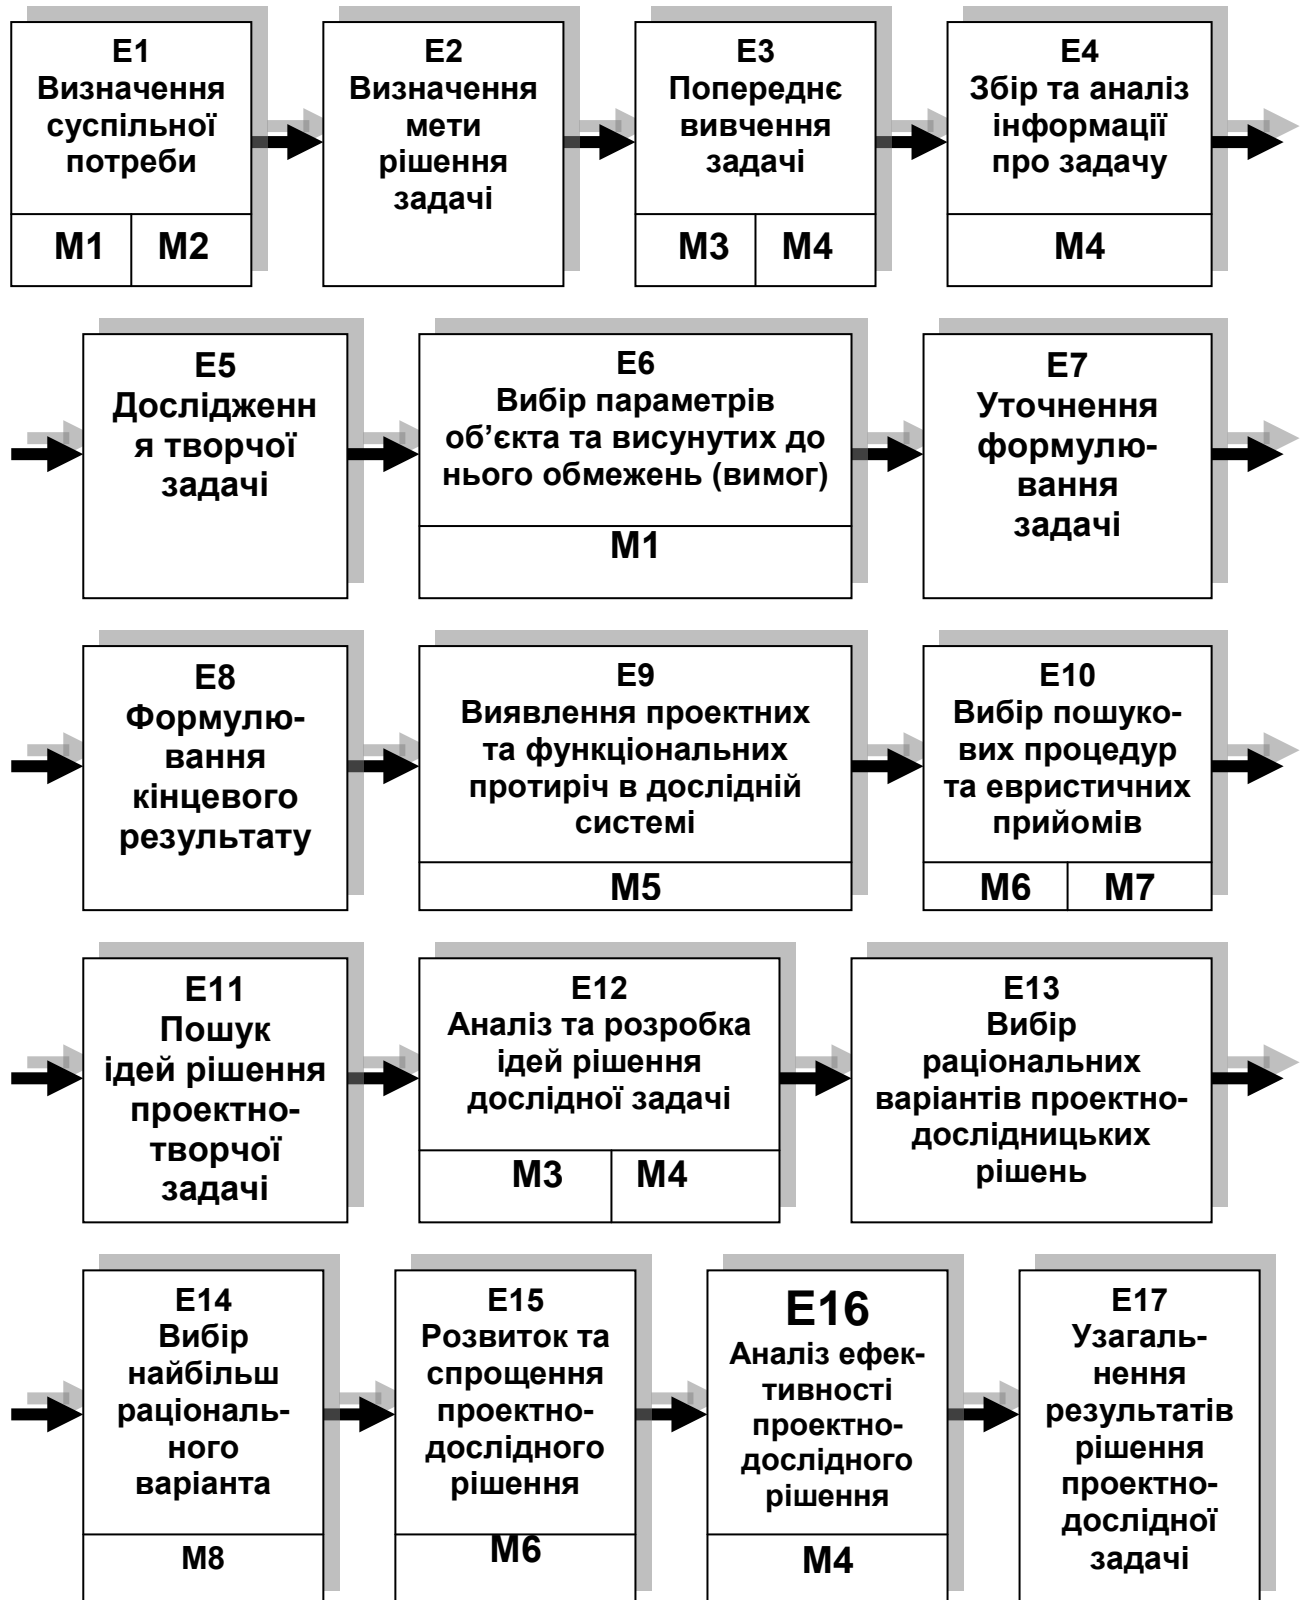 Е1
Визначення
суспільної
потреби
М1
М2
Е2
Визначення
мети
рішення
задачі
Е3
Попереднє
вивчення
задачі
М3
М4
Е4
Збір та аналіз
інформації
про задачу
М4
Е5
Дослідженн
я творчої
задачі
Е6
Вибір параметрів
об’єкта та висунутих до
нього обмежень (вимог)
М1
Е7
Уточнення
формулю-
вання
задачі
Е8
Формулю-
вання
кінцевого
результату
Е9
Виявлення проектних
та функціональних
протиріч в дослідній
системі
М5
Е10
Вибір пошуко-
вих процедур
та евристичних
прийомів
М6
М7
Е11
Пошук
ідей рішення
проектно-
творчої
задачі
Е12
Аналіз та розробка
ідей рішення
дослідної задачі
М3
М4
Е13
Вибір
раціональних
варіантів проектно-
дослідницьких
рішень
Е14
Вибір
найбільш
раціональ-
ного
варіанта
М8
Е15
Розвиток та
спрощення
проектно-
дослідного
рішення
М6
Е16
Аналіз ефек-
тивності
проектно-
дослідного
рішення
М4
Е17
Узагаль-
нення
результатів
рішення
проектно-
дослідної
задачі